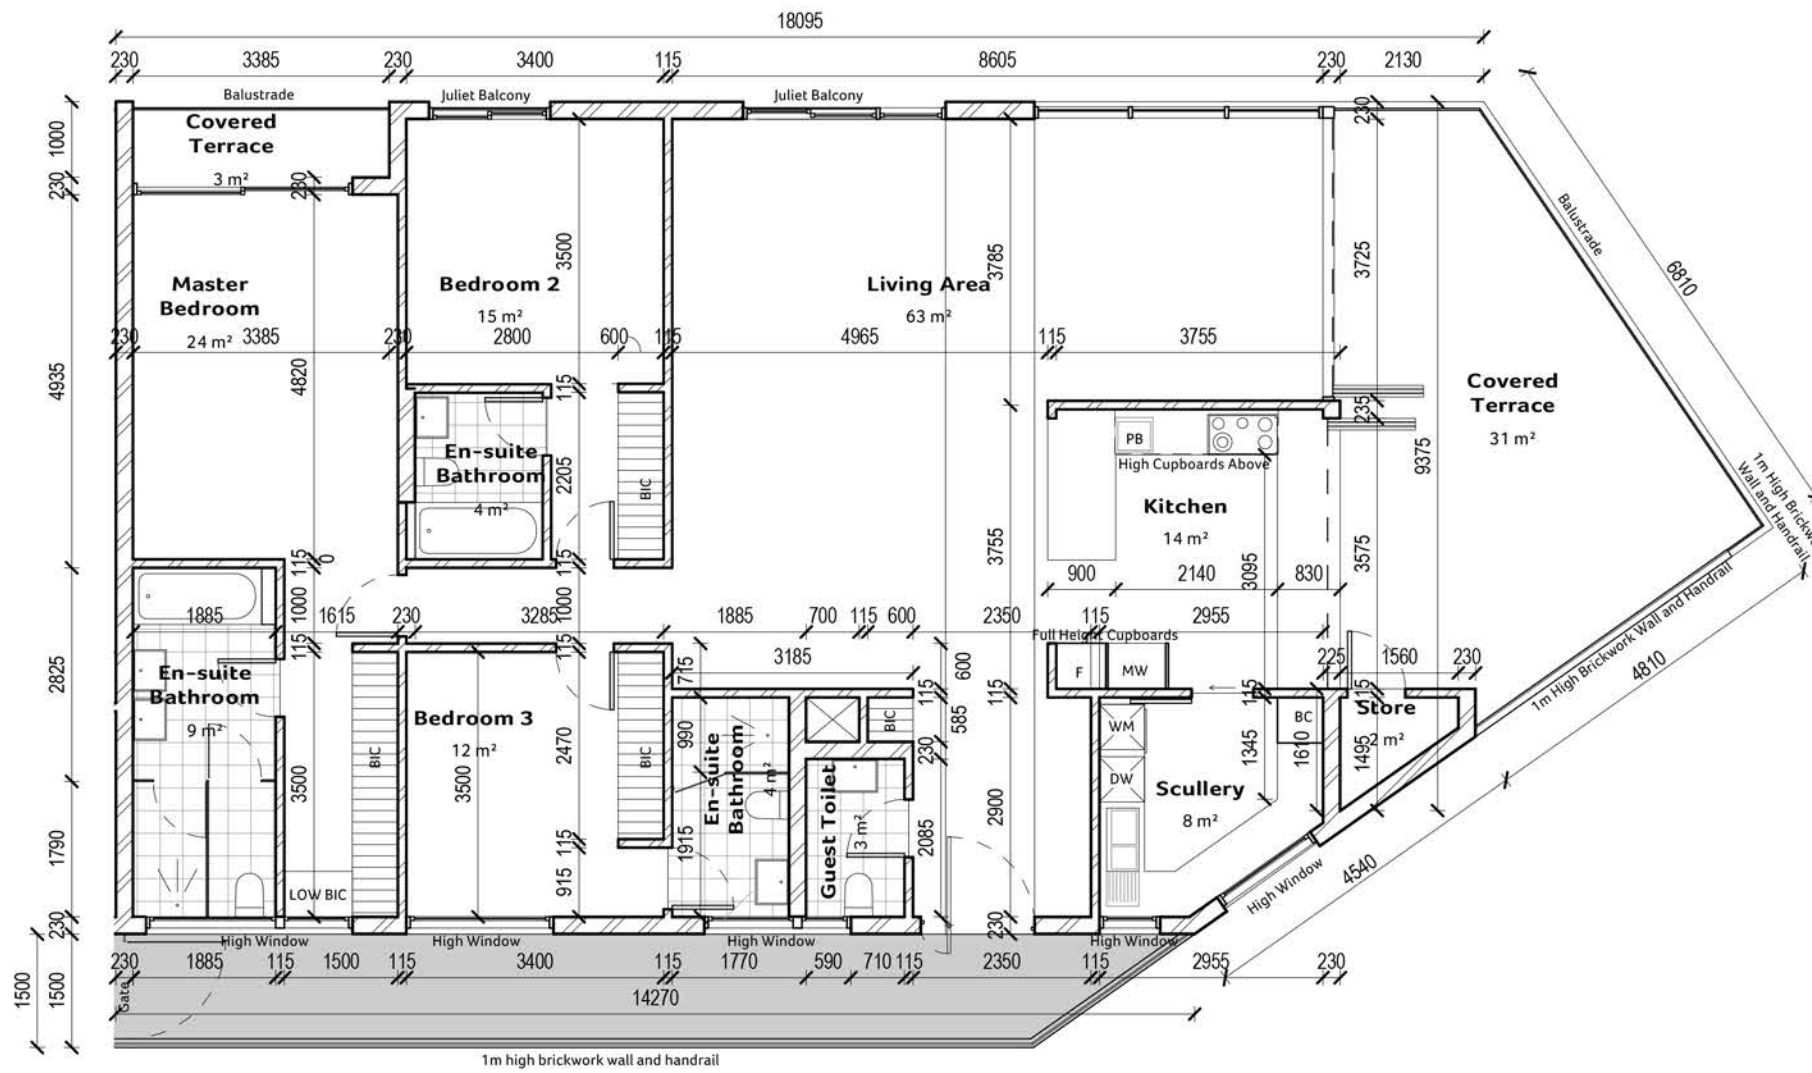 18095
230 3385 230 3400 115 8605 230 2130
Balustrade
Juliet Balcony
Juliet Balcony
Covered
Terrace
3 m²
1000
230
230
230
Master
Bedroom
24 m²
Bedroom 2
15 m²
3500
Living Area
63 m²
3785
3725
Balustrade
6810
230 3385 230 2800 600 115 4965 115 3755
4935
4820
115
235
9375
Covered
Terrace
31 m²
1m High Brickwork
Wall and Handrail
En-suite
Bathroom
4 m²
2205
BIC
PB
High Cupboards Above
Kitchen
14 m²
3755
3095
3575
900 2140 830
115
0
115
1000
1000
1885 1615 230 3285 1885 700 115 600 2350 115 2955
115
115
Full Height Cupboards
F
MW
225 1560 230
1m High Brickwork Wall and Handrail
4810
3185
715
600
115
115
115
115
2825
En-suite
Bathroom
9 m²
BIC
Bedroom 3
12 m²
3500
3500
2470
BIC
990
En-suite
Bathroom
4 m²
BIC
585
230
WM
DW
BC
1345
1610
Store
2 m²
1495
Scullery
8 m²
1790
LOW BIC
115
915
1915
Guest Toilet
3 m²
2085
2900
High Window
4540
230
230
High Window
High Window
High Window
High Window
230 1885 115 1500 115 3400 115 1770 590 710 115 2350 115 2955 230
1500
1500
Gate
14270
1m high brickwork wall and handrail